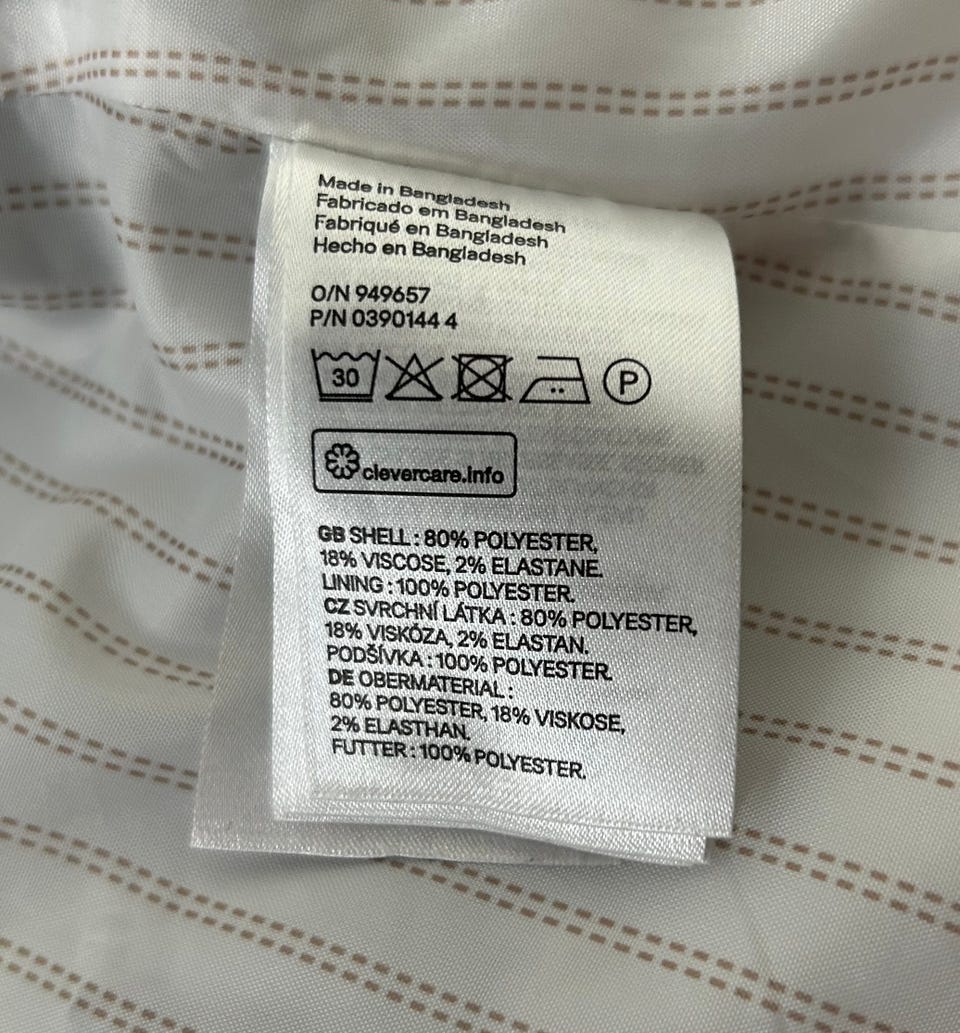 Made in Bangladesh
Fabricado em Bangladesh
Fabriqué en Bangladesh
Hecho en Bangladesh
O/N 949657
P/N 0390144 4
30 P
clevercare.info
GB SHELL : 80% POLYESTER,
18% VISCOSE, 2% ELASTANE.
LINING : 100% POLYESTER.
CZ SVRCHNÍ LÁTKA : 80% POLYESTER,
18% VISKÓZA, 2% ELASTAN.
PODŠÍVKA : 100% POLYESTER.
DE OBERMATERIAL :
80% POLYESTER, 18% VISKOSE,
2% ELASTHAN.
FUTTER : 100% POLYESTER.